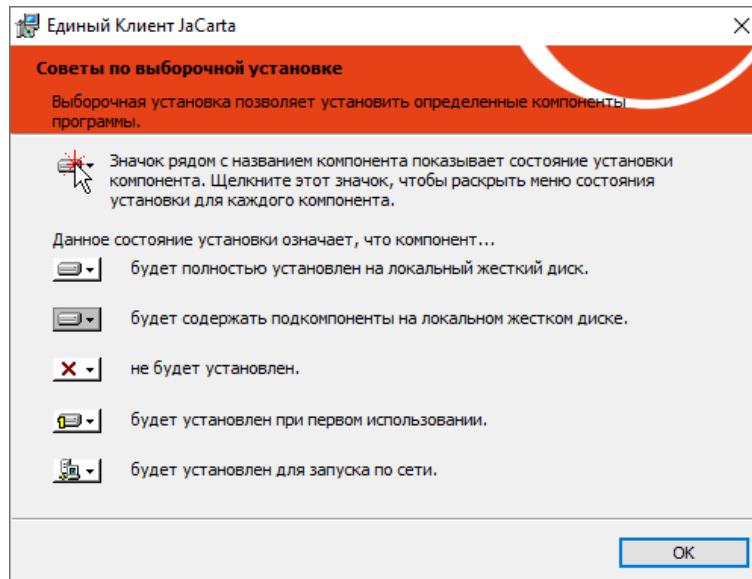 Единый Клиент JaCarta
Советы по выборочной установке
Выборочная установка позволяет установить определенные компоненты
программы.
Значок рядом с названием компонента показывает состояние установки
компонента. Щелкните этот значок, чтобы раскрыть меню состояния
установки для каждого компонента.
Данное состояние установки означает, что компонент...
будет полностью установлен на локальный жесткий диск.
будет содержать подкомпоненты на локальном жестком диске.
не будет установлен.
будет установлен при первом использовании.
будет установлен для запуска по сети.
OK